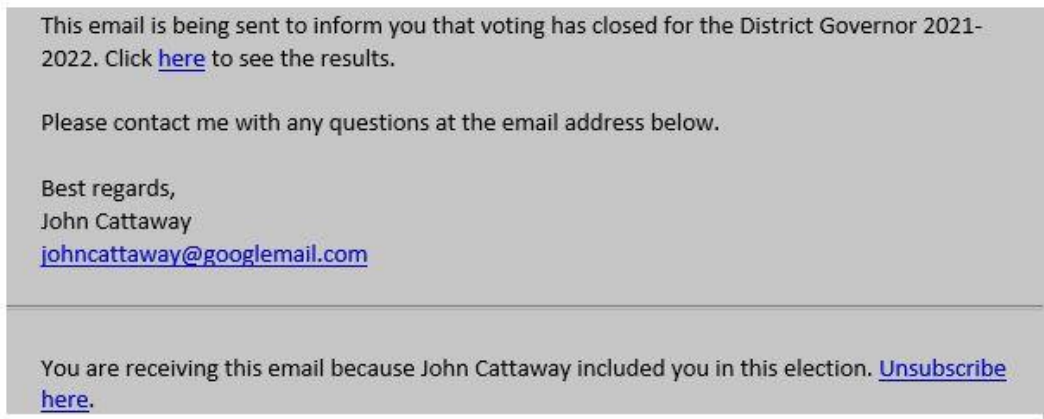 This email is being sent to inform you that voting has closed for the District Governor 2021-
2022. Click here to see the results.
Please contact me with any questions at the email address below.
Best regards,
John Cattaway
johncattaway@googlemail.com
You are receiving this email because John Cattaway included you in this election. Unsubscribe
here.